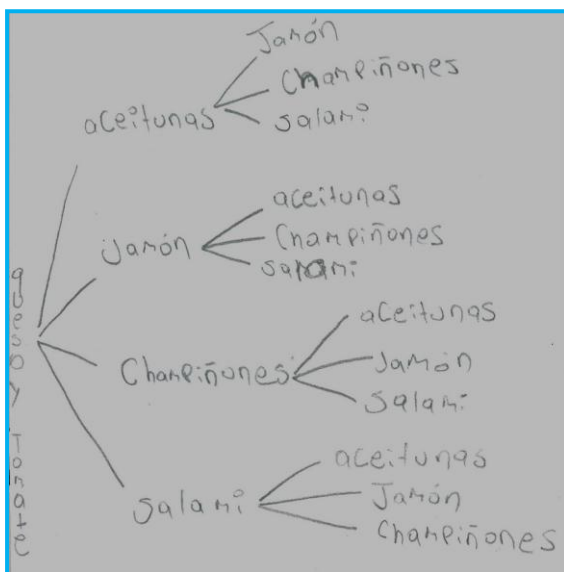 queso y Tomate
aceitunas
Jamón
Champiñones
salami
Jamón
aceitunas
Champiñones
salami
Champiñones
aceitunas
Jamón
Salami
Salami
aceitunas
Jamón
Champiñones